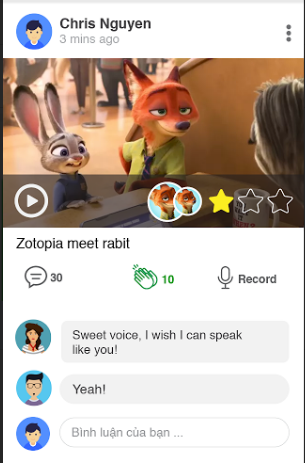 Chris Nguyen
3 mins ago
Zotopia meet rabit
30
10
Record
Sweet voice, I wish I can speak
like you!
Yeah!
Bình luận của bạn ...